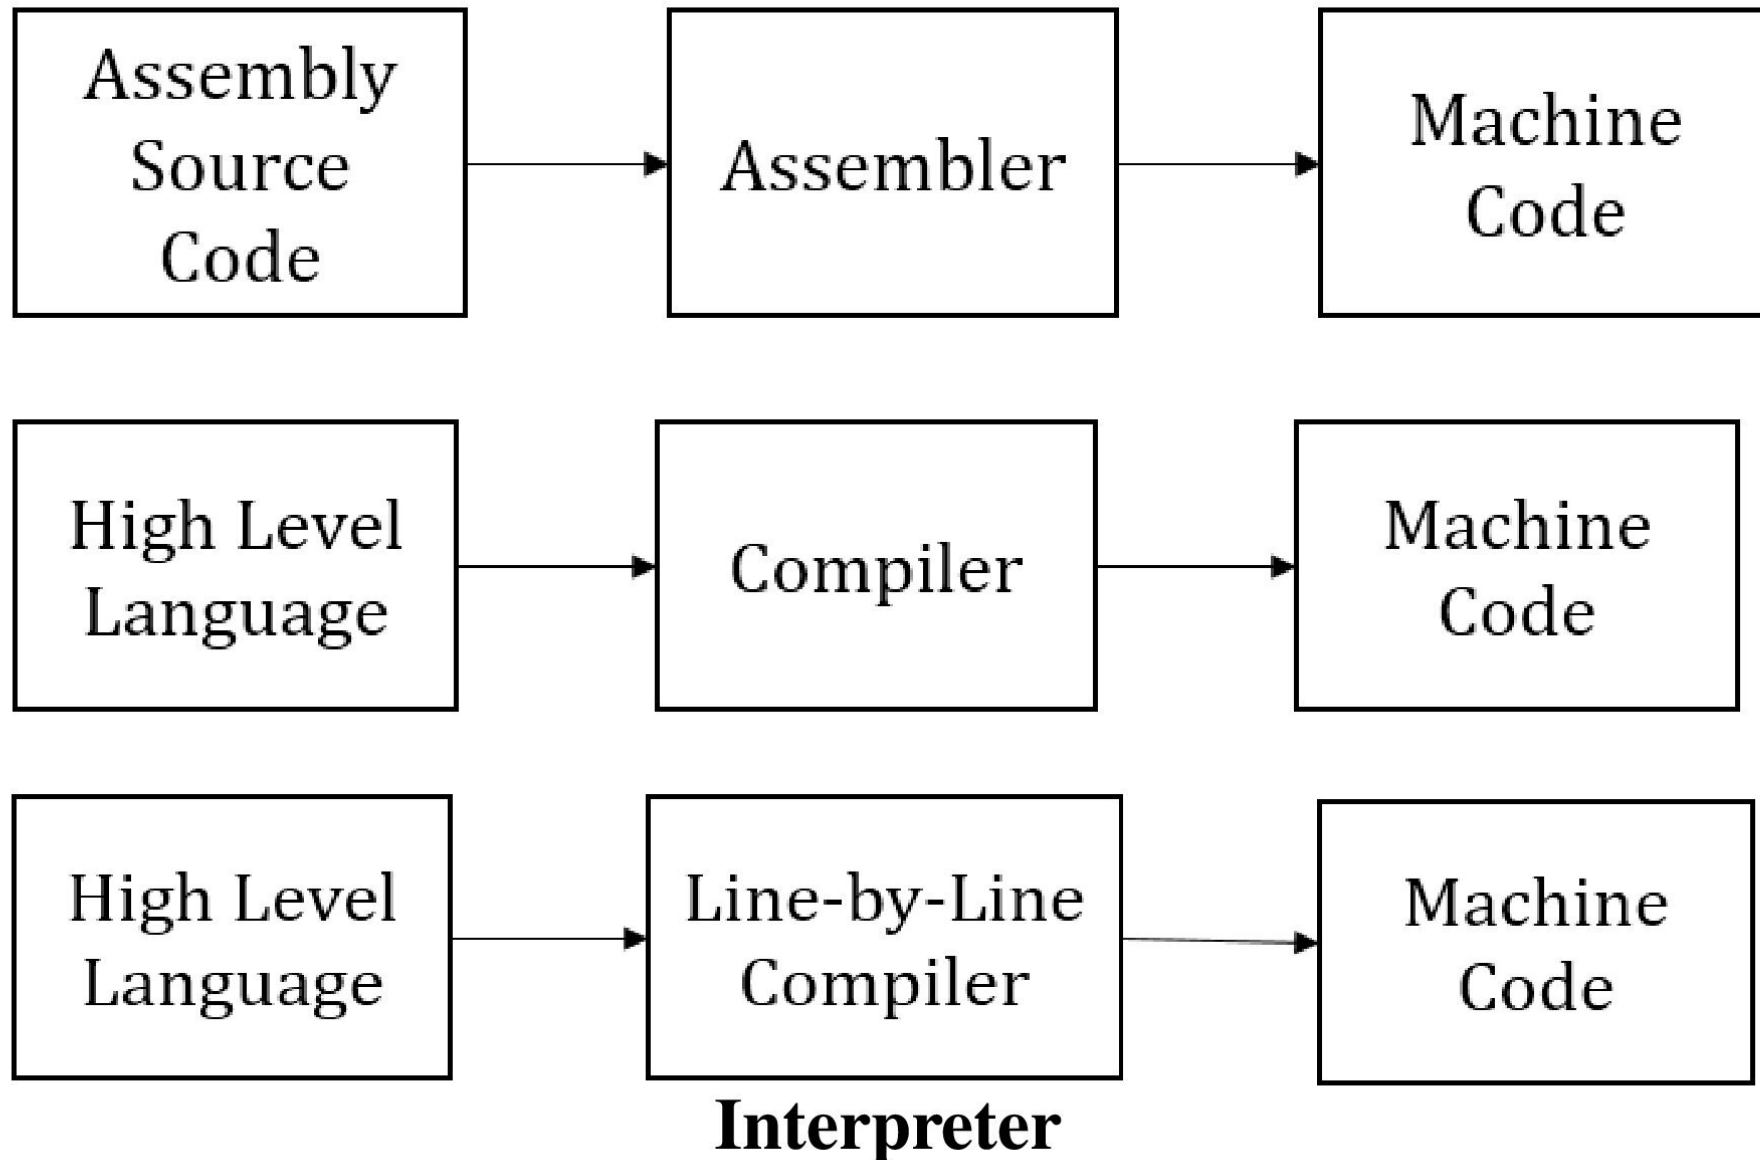 Assembly
Source
Code
Assembler
Machine
Code
High Level
Language
Compiler
Machine
Code
High Level
Language
Line-by-Line
Compiler
Machine
Code
Interpreter